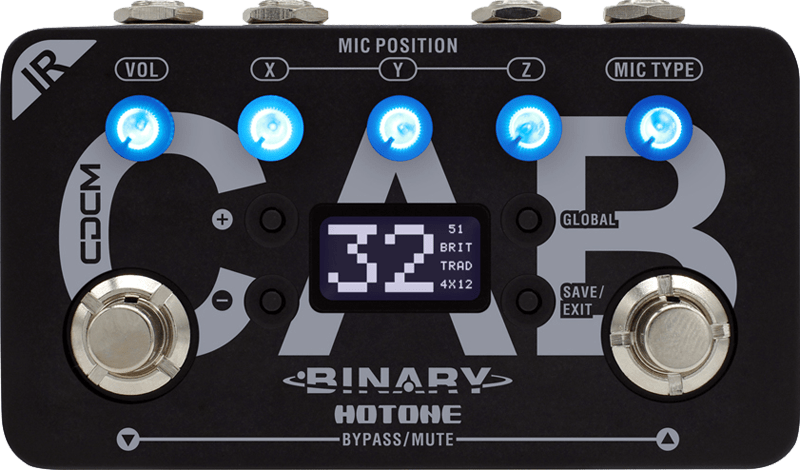 IR
MIC POSITION
VOL X Y Z MIC TYPE
CAB
CDCM
+ GLOBAL
32
51
BRIT
TRAD
4X12
− SAVE/
EXIT
BINARY
HOTONE
BYPASS/MUTE